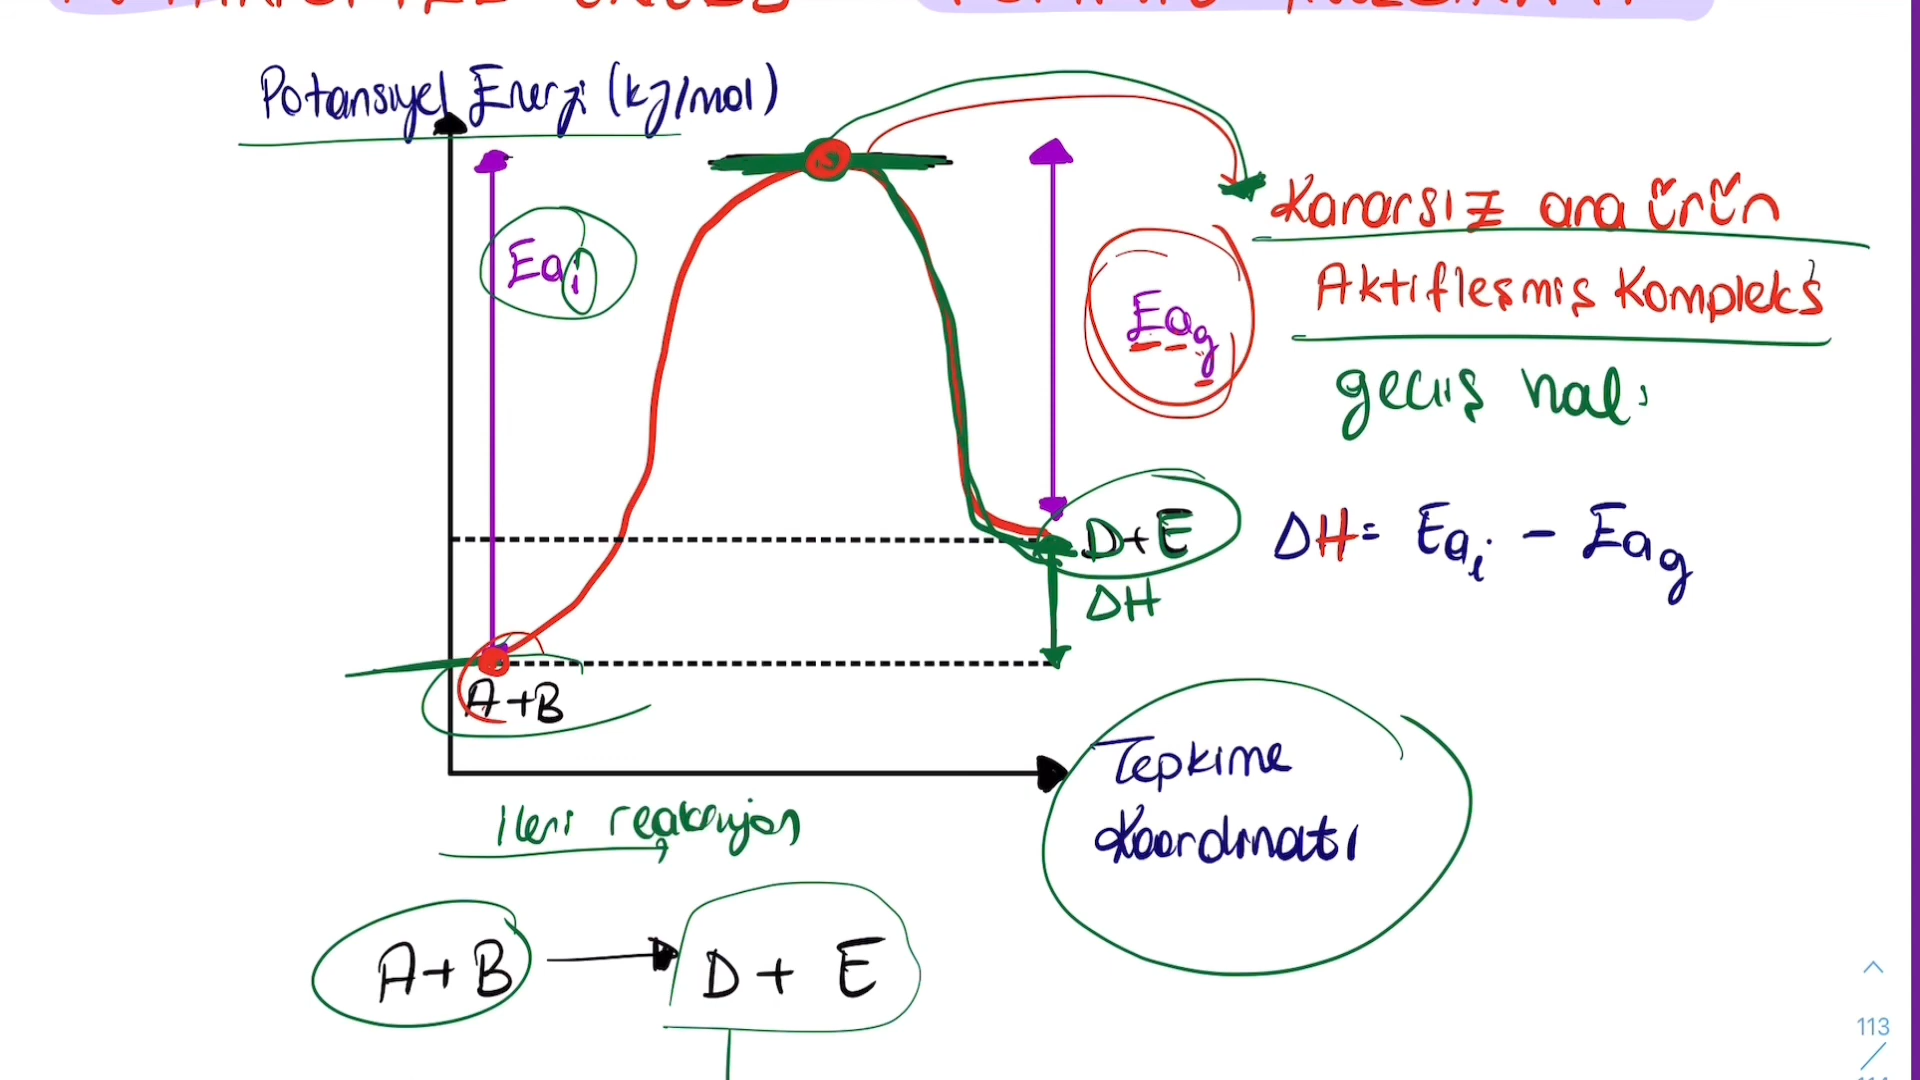 Potansiyel Enerji (kj/mol)
Eai
Kararsız ara ürün
Aktifleşmiş Kompleks
Eag
geçiş hali
D+E
ΔH= Eai - Eag
ΔH
A+B
Tepkime
Koordinatı
İleri reaksiyon
A+B → D + E
113